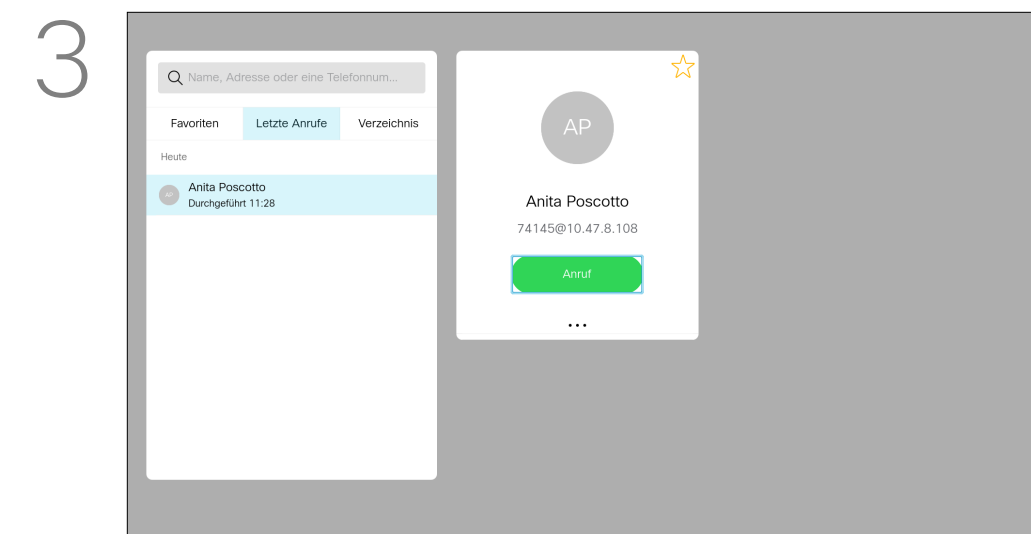 3
Name, Adresse oder eine Telefonnum...
Favoriten Letzte Anrufe Verzeichnis
Heute
AP Anita Poscotto
Durchgeführt 11:28
AP
Anita Poscotto
74145@10.47.8.108
Anruf